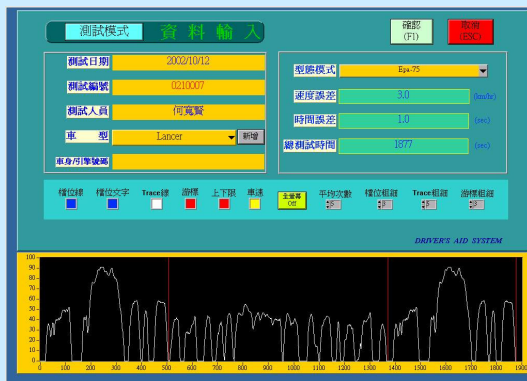 測試模式 資料輸入 確認 (F1) 取消 (ESC)
測試日期 2002/10/12
測試編號 0210007
測試人員 何寬賢
車 型 Lancer 新增
車身/引擎號碼
型態模式 Epa-75
速度誤差 3.0 (km/hr)
時間誤差 1.0 (sec)
總測試時間 1877 (sec)
檔位線 檔位文字 Trace線 游標 上下限 車速 全螢幕 Off 平均次數 檔位粗細 Trace粗細 游標粗細
5 3 5 3
DRIVER'S AID SYSTEM
100
90
80
70
60
50
40
30
20
10
0
0 100 200 300 400 500 600 700 800 900 1000 1100 1200 1300 1400 1500 1600 1700 1800 1900